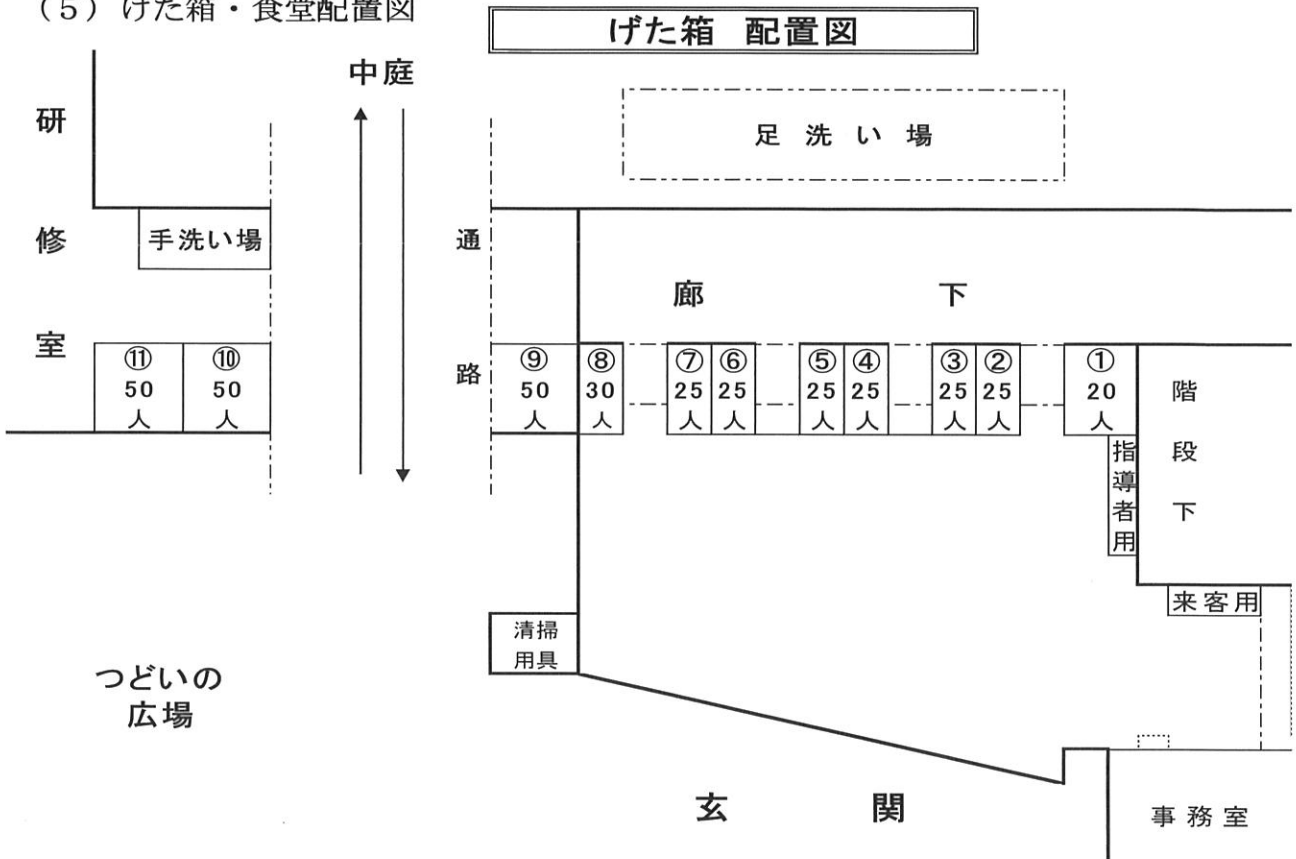 （5）げた箱・食堂配置図
げた箱 配置図
中庭
足洗い場
研修室
手洗い場
通路
廊下
⑪
50
人
⑩
50
人
⑨
50
人
⑧
30
人
⑦
25
人
⑥
25
人
⑤
25
人
④
25
人
③
25
人
②
25
人
①
20
人
階段下
指導者用
来客用
清掃
用具
つどいの
広場
玄関
事務室